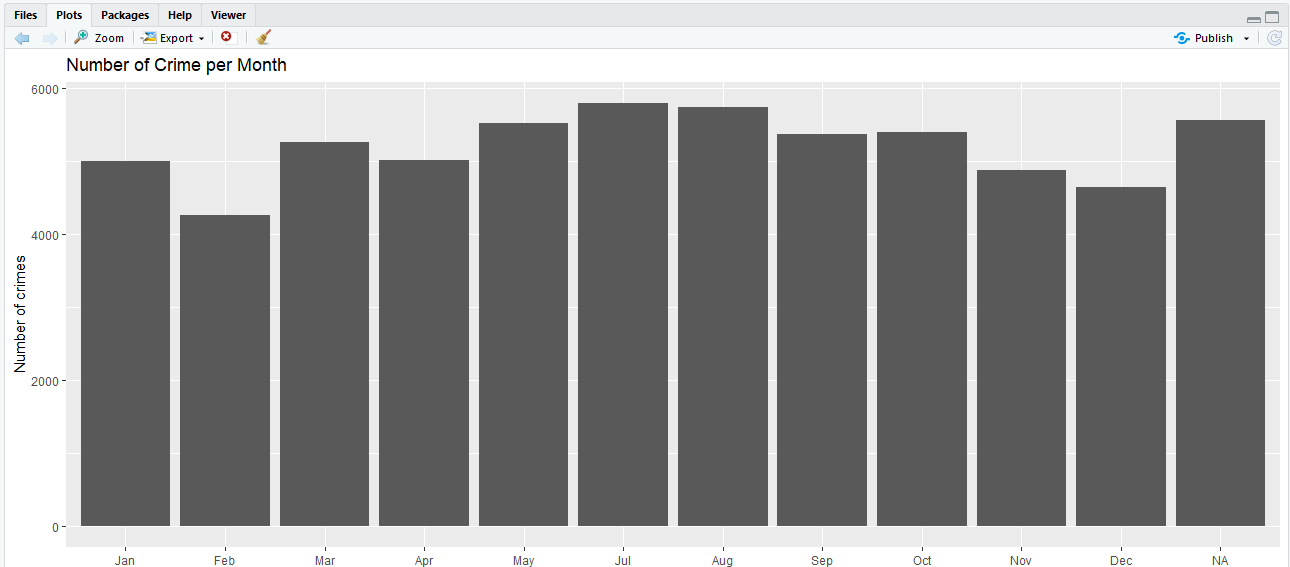 Files Plots Packages Help Viewer
Zoom Export Publish
Number of Crime per Month
6000
4000
2000
0
Number of crimes
Jan Feb Mar Apr May Jul Aug Sep Oct Nov Dec NA